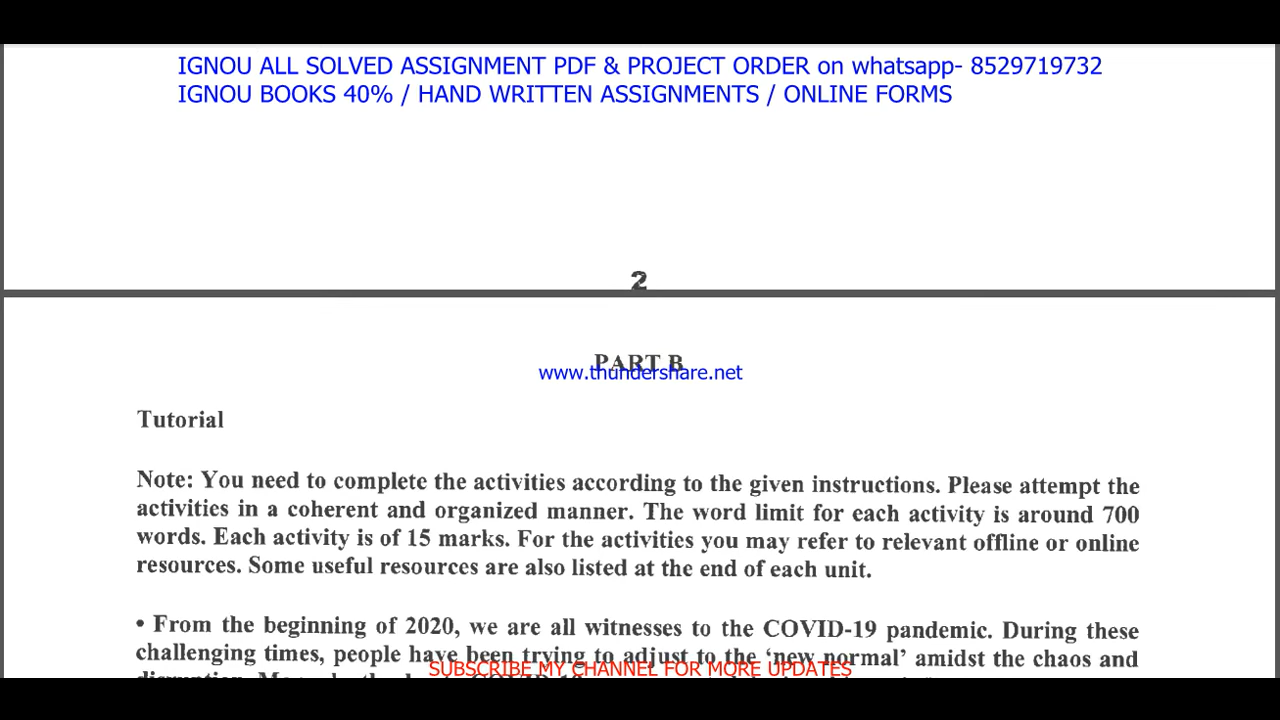 IGNOU ALL SOLVED ASSIGNMENT PDF & PROJECT ORDER on whatsapp- 8529719732
IGNOU BOOKS 40% / HAND WRITTEN ASSIGNMENTS / ONLINE FORMS
2
PART B
www.thundershare.net
Tutorial
Note: You need to complete the activities according to the given instructions. Please attempt the
activities in a coherent and organized manner. The word limit for each activity is around 700
words. Each activity is of 15 marks. For the activities you may refer to relevant offline or online
resources. Some useful resources are also listed at the end of each unit.
• From the beginning of 2020, we are all witnesses to the COVID-19 pandemic. During these
challenging times, people have been trying to adjust to the ‘new normal’ amidst the chaos and
SUBSCRIBE MY CHANNEL FOR MORE UPDATES